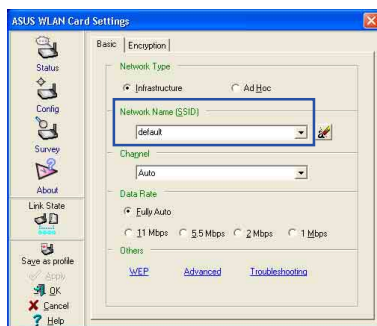 ASUS WLAN Card Settings
Status
Config
Survey
About
Link State
Save as profile
Apply
OK
Cancel
Help
Basic Encryption
Network Type
Infrastructure Ad Hoc
Network Name (SSID)
default
Channel
Auto
Data Rate
Fully Auto
11 Mbps 5.5 Mbps 2 Mbps 1 Mbps
Others
WEP Advanced Troubleshooting